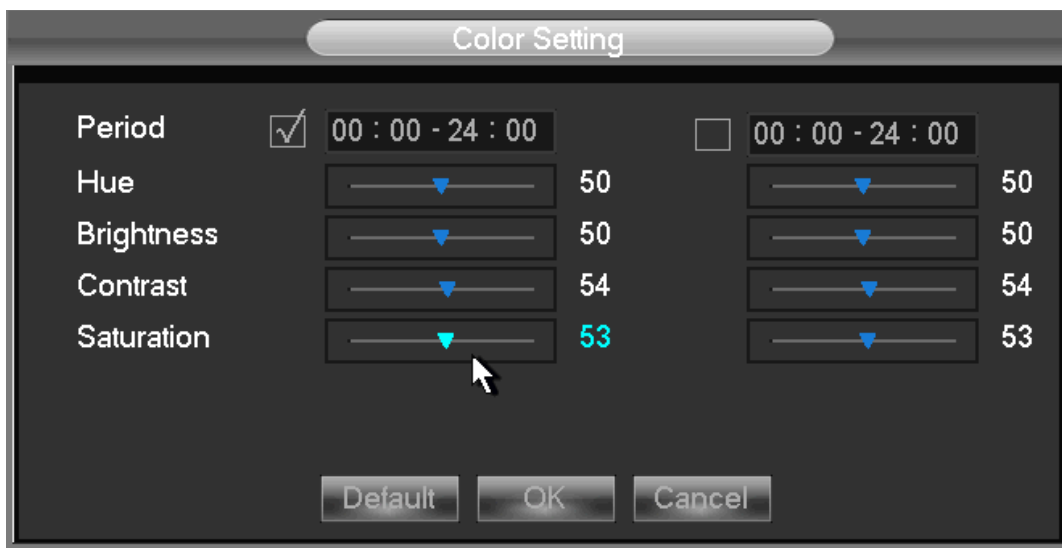 Color Setting
Period 00 : 00 - 24 : 00 00 : 00 - 24 : 00
Hue 50 50
Brightness 50 50
Contrast 54 54
Saturation 53 53
Default OK Cancel